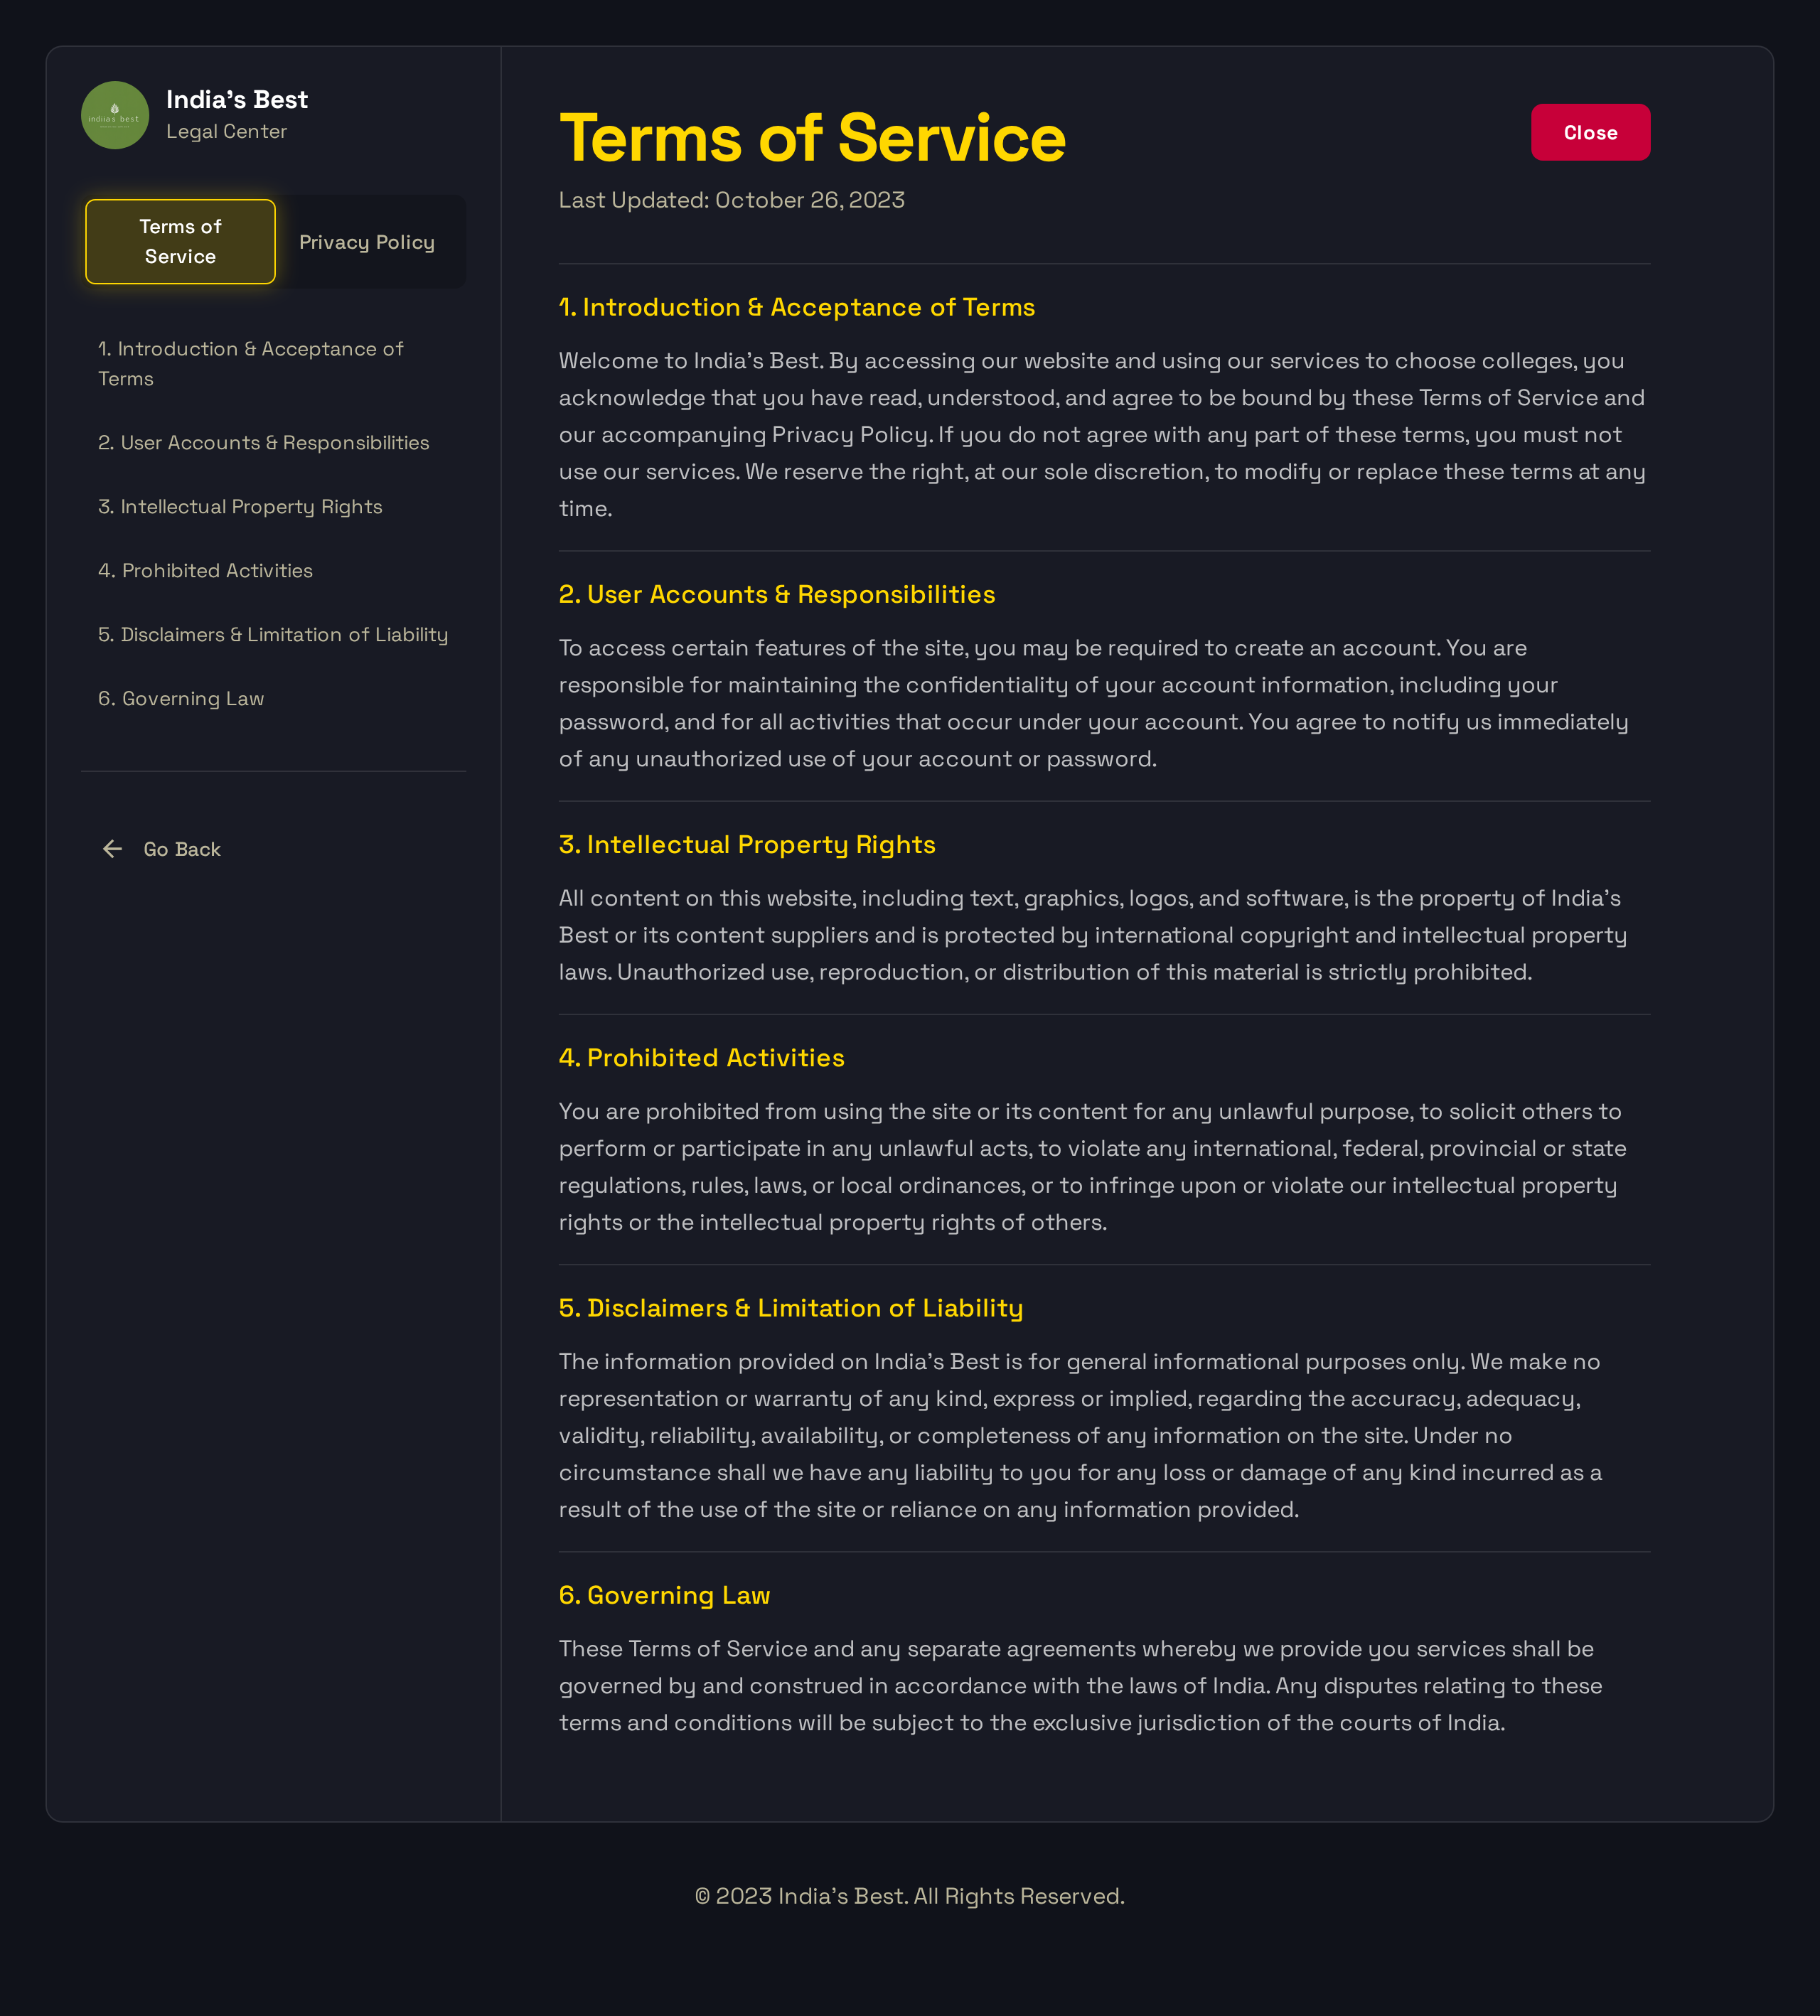 indiia's best
India's Best
Legal Center
Terms of
Service
Privacy Policy
1. Introduction & Acceptance of
Terms
2. User Accounts & Responsibilities
3. Intellectual Property Rights
4. Prohibited Activities
5. Disclaimers & Limitation of Liability
6. Governing Law
Go Back
Terms of Service
Close
Last Updated: October 26, 2023
1. Introduction & Acceptance of Terms
Welcome to India's Best. By accessing our website and using our services to choose colleges, you
acknowledge that you have read, understood, and agree to be bound by these Terms of Service and
our accompanying Privacy Policy. If you do not agree with any part of these terms, you must not
use our services. We reserve the right, at our sole discretion, to modify or replace these terms at any
time.
2. User Accounts & Responsibilities
To access certain features of the site, you may be required to create an account. You are
responsible for maintaining the confidentiality of your account information, including your
password, and for all activities that occur under your account. You agree to notify us immediately
of any unauthorized use of your account or password.
3. Intellectual Property Rights
All content on this website, including text, graphics, logos, and software, is the property of India's
Best or its content suppliers and is protected by international copyright and intellectual property
laws. Unauthorized use, reproduction, or distribution of this material is strictly prohibited.
4. Prohibited Activities
You are prohibited from using the site or its content for any unlawful purpose, to solicit others to
perform or participate in any unlawful acts, to violate any international, federal, provincial or state
regulations, rules, laws, or local ordinances, or to infringe upon or violate our intellectual property
rights or the intellectual property rights of others.
5. Disclaimers & Limitation of Liability
The information provided on India's Best is for general informational purposes only. We make no
representation or warranty of any kind, express or implied, regarding the accuracy, adequacy,
validity, reliability, availability, or completeness of any information on the site. Under no
circumstance shall we have any liability to you for any loss or damage of any kind incurred as a
result of the use of the site or reliance on any information provided.
6. Governing Law
These Terms of Service and any separate agreements whereby we provide you services shall be
governed by and construed in accordance with the laws of India. Any disputes relating to these
terms and conditions will be subject to the exclusive jurisdiction of the courts of India.
© 2023 India's Best. All Rights Reserved.